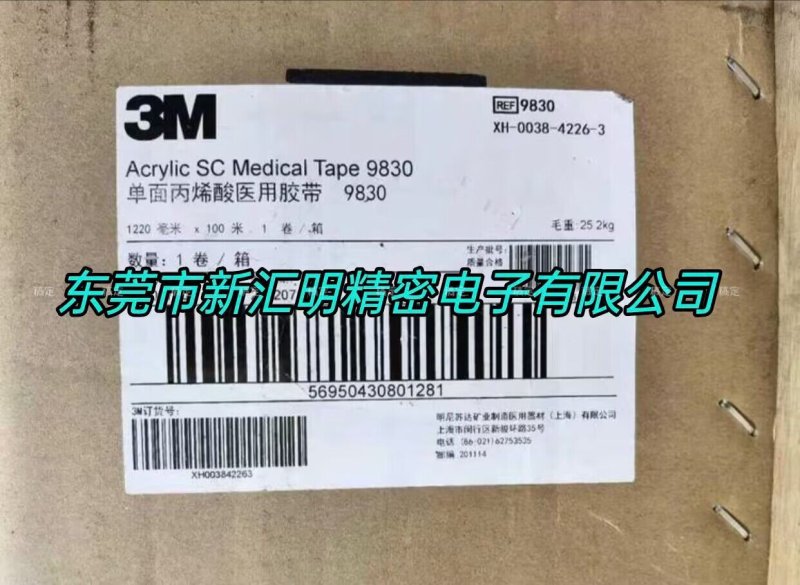 3M
REF 9830
XH-0038-4226-3
Acrylic SC Medical Tape 9830
单面丙烯酸医用胶带 9830
1220 毫米 x 100 米, 1 卷/箱
毛重:25.2kg
数量:1 卷/箱
生产批号:
质量合格
东莞市新汇明精密电子有限公司
207
稿定
稿定
56950430801281
3M订货号:
XH003842263
明尼苏达矿业制造医用器材(上海)有限公司
上海市闵行区新骏环路35号
电话 (86-021)62753535
邮编 201114